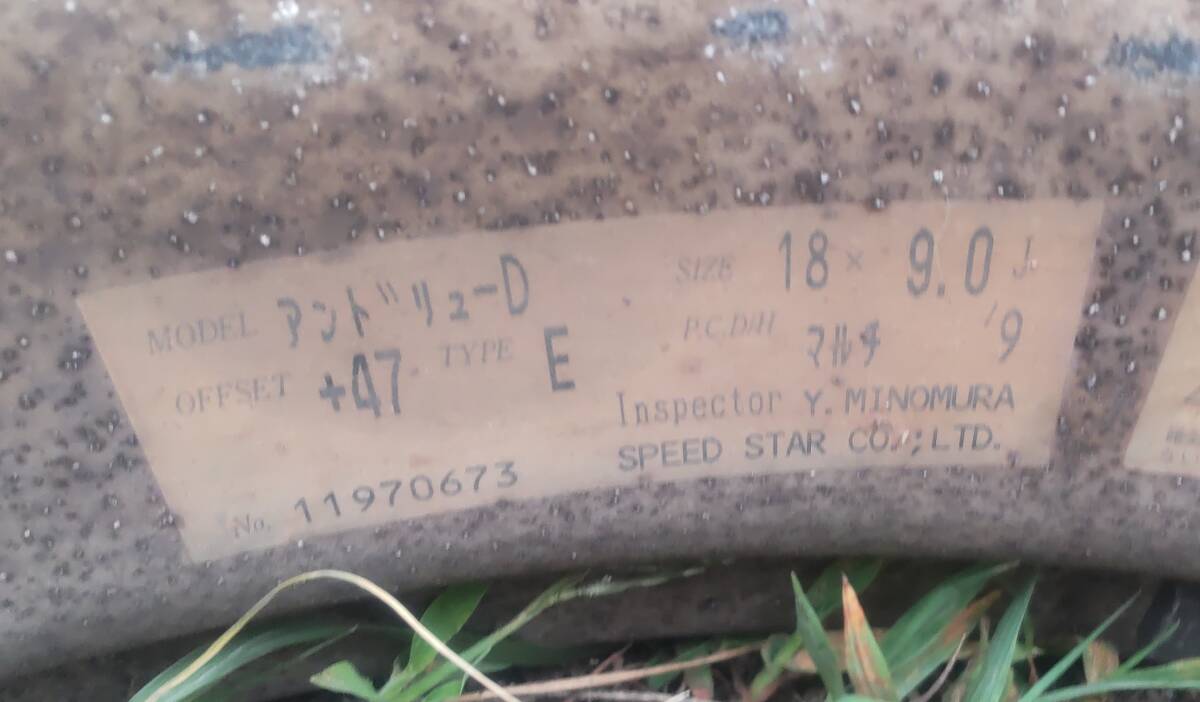 MODEL アンドリュ-D SIZE 18 × 9.0 J
OFFSET +47 TYPE E P.C.D/H マルチ /9
Inspector Y. MINOMURA
No. 11970673 SPEED STAR CO.,;LTD.